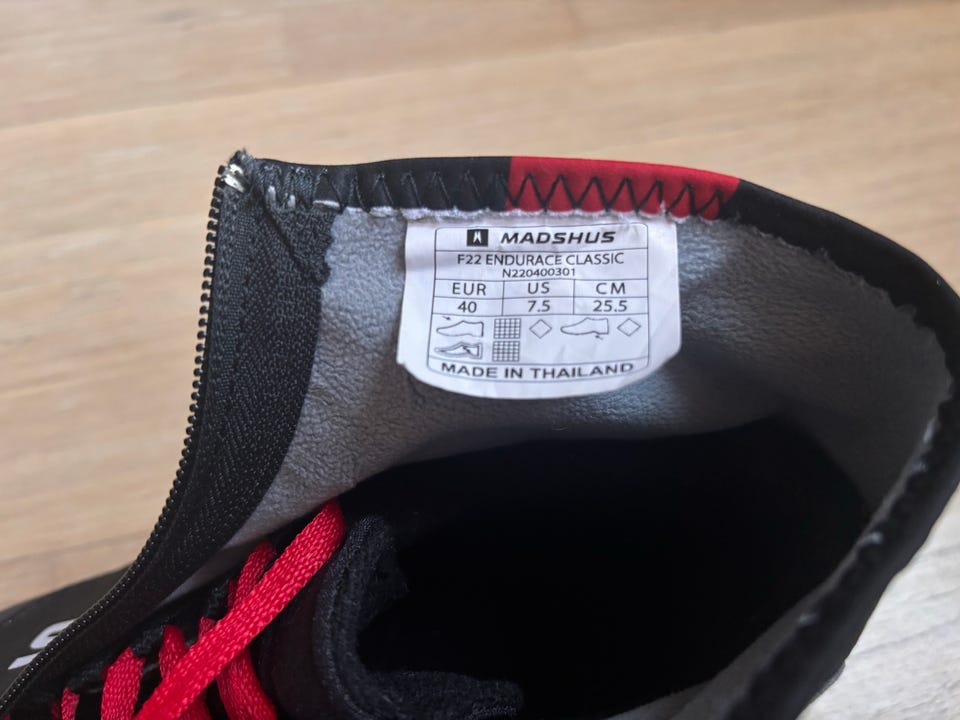 MADSHUS
F22 ENDURACE CLASSIC
N220400301
EUR US CM
40 7.5 25.5
MADE IN THAILAND